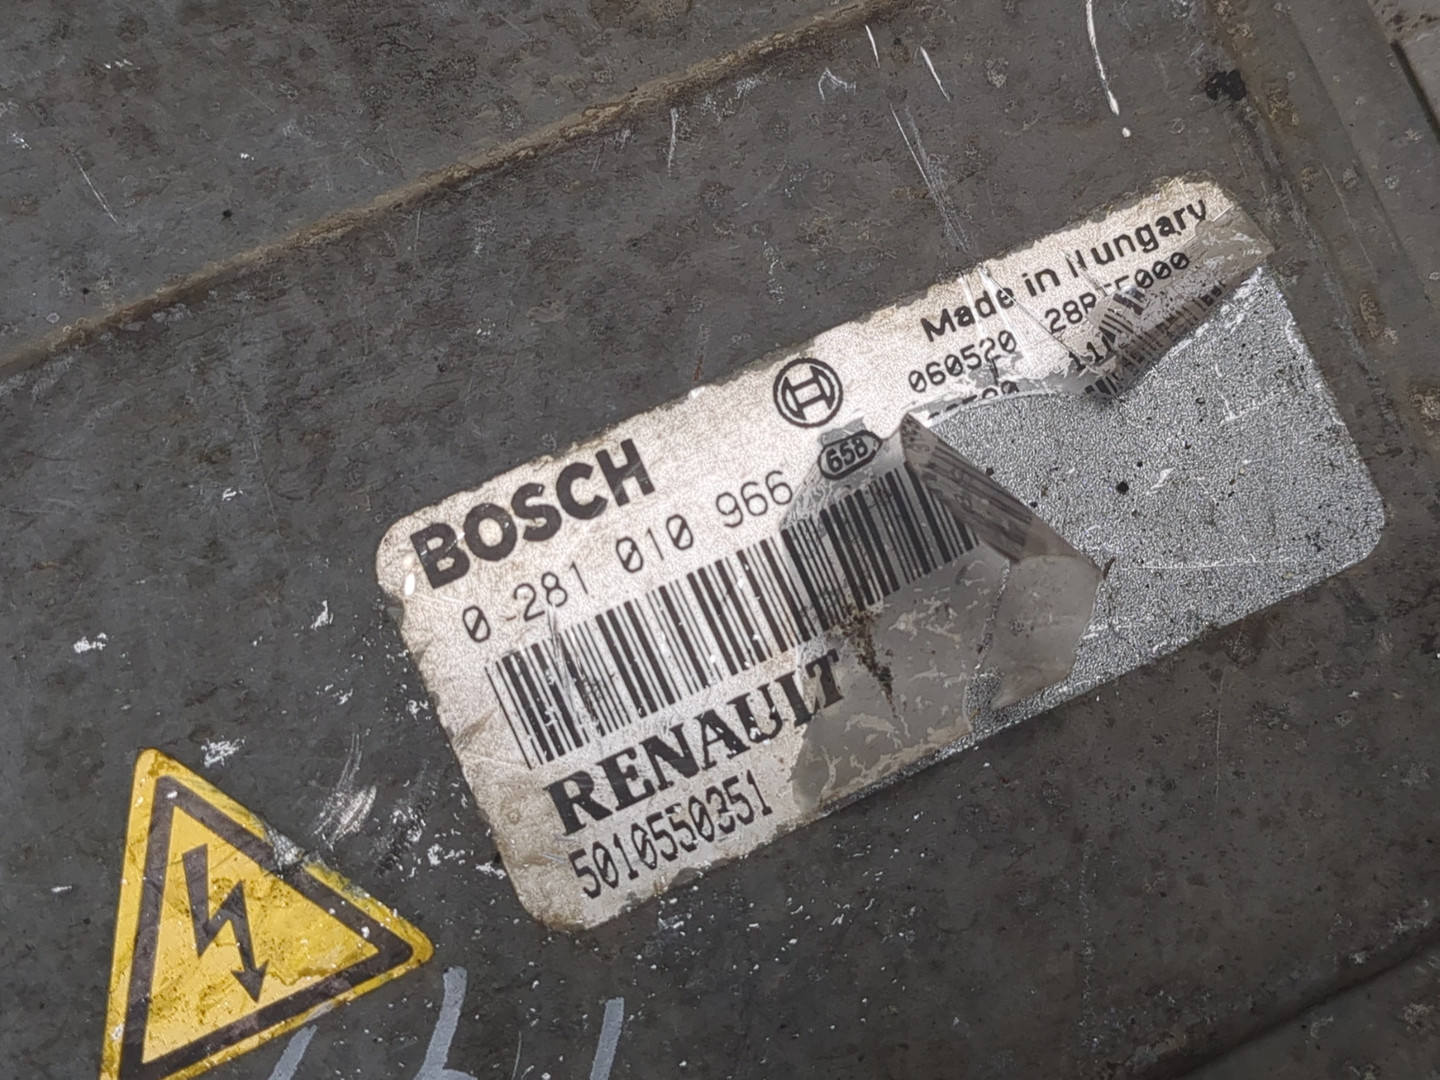 BOSCH
Made in Hungary
0 281 010 966
658
060520
RENAULT
5010550351